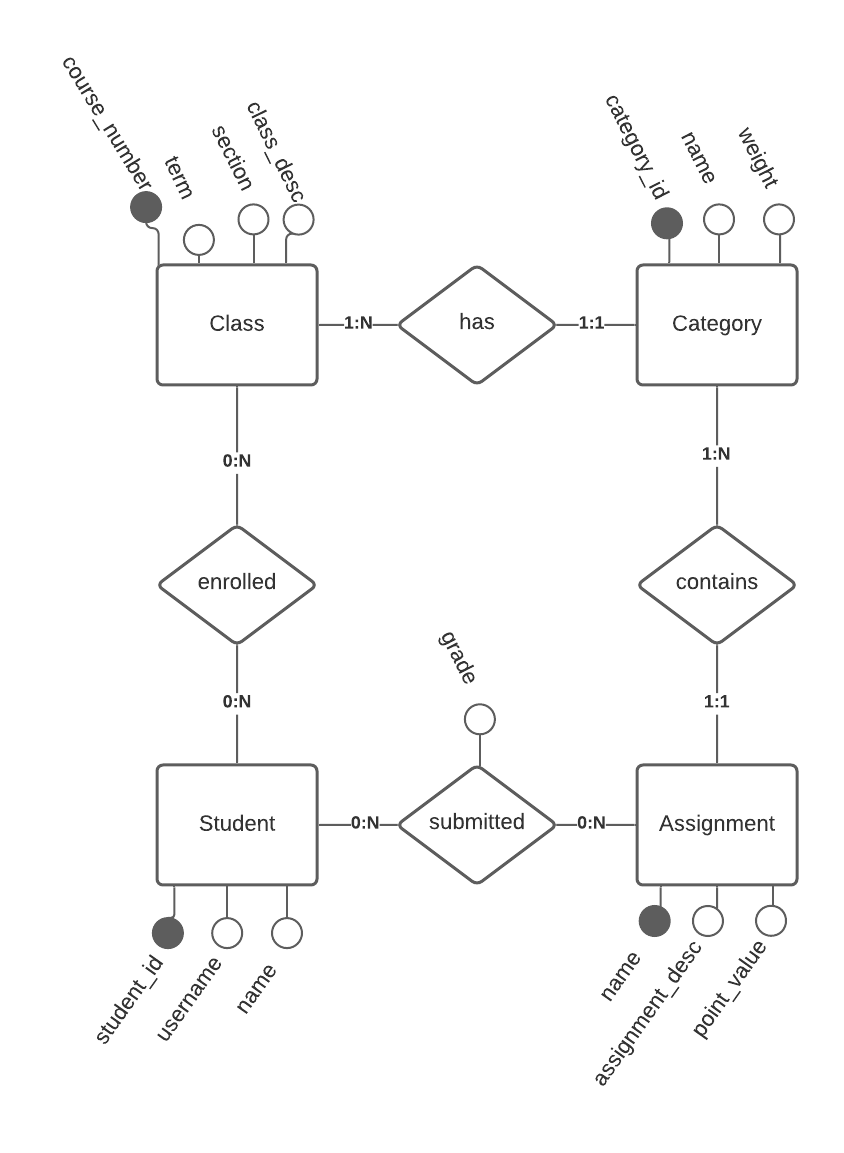 course_number
term
section
class_desc
category_id
name
weight
Class
1:N
has
1:1
Category
0:N
1:N
enrolled
contains
grade
0:N
1:1
Student
0:N
submitted
0:N
Assignment
student_id
username
name
name
assignment_desc
point_value